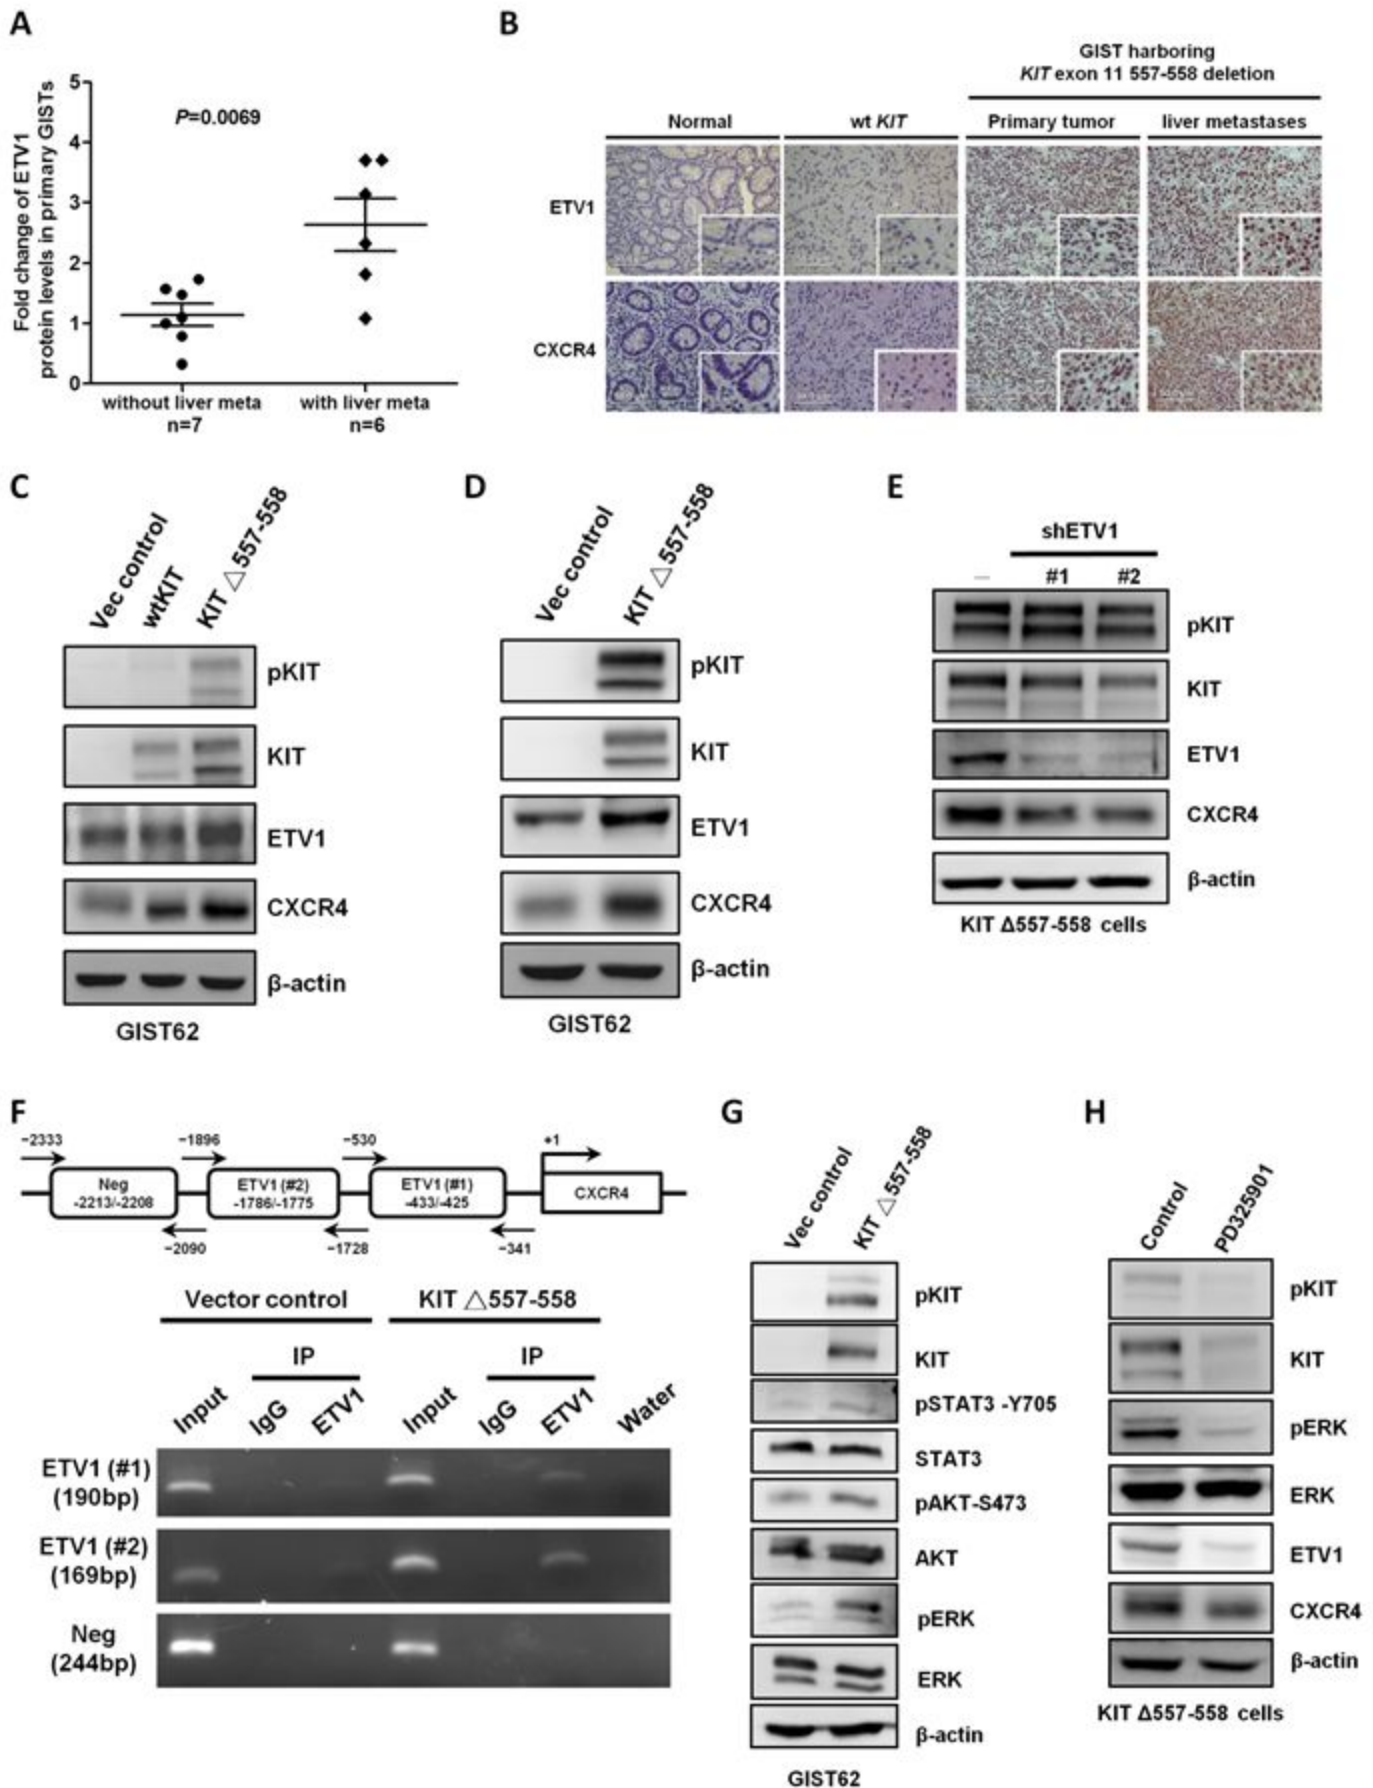 A
Fold change of ETV1
protein levels in primary GISTs
5
4
3
2
1
0
P=0.0069
without liver meta
n=7
with liver meta
n=6
B
GIST harboring
KIT exon 11 557-558 deletion
Normal
wt KIT
Primary tumor
liver metastases
ETV1
CXCR4
C
Vec control
wtKIT
KIT △557-558
pKIT
KIT
ETV1
CXCR4
β-actin
GIST62
D
Vec control
KIT △557-558
pKIT
KIT
ETV1
CXCR4
β-actin
GIST62
E
shETV1
– #1 #2
pKIT
KIT
ETV1
CXCR4
β-actin
KIT Δ557-558 cells
F
−2333 −1896 −530 +1
Neg
-2213/-2208
ETV1 (#2)
-1786/-1775
ETV1 (#1)
-433/-425
CXCR4
−2090 −1728 −341
Vector control KIT △557-558
IP IP
Input IgG ETV1 Input IgG ETV1 Water
ETV1 (#1)
(190bp)
ETV1 (#2)
(169bp)
Neg
(244bp)
G
Vec control
KIT △557-558
pKIT
KIT
pSTAT3 -Y705
STAT3
pAKT-S473
AKT
pERK
ERK
β-actin
GIST62
H
Control
PD325901
pKIT
KIT
pERK
ERK
ETV1
CXCR4
β-actin
KIT Δ557-558 cells